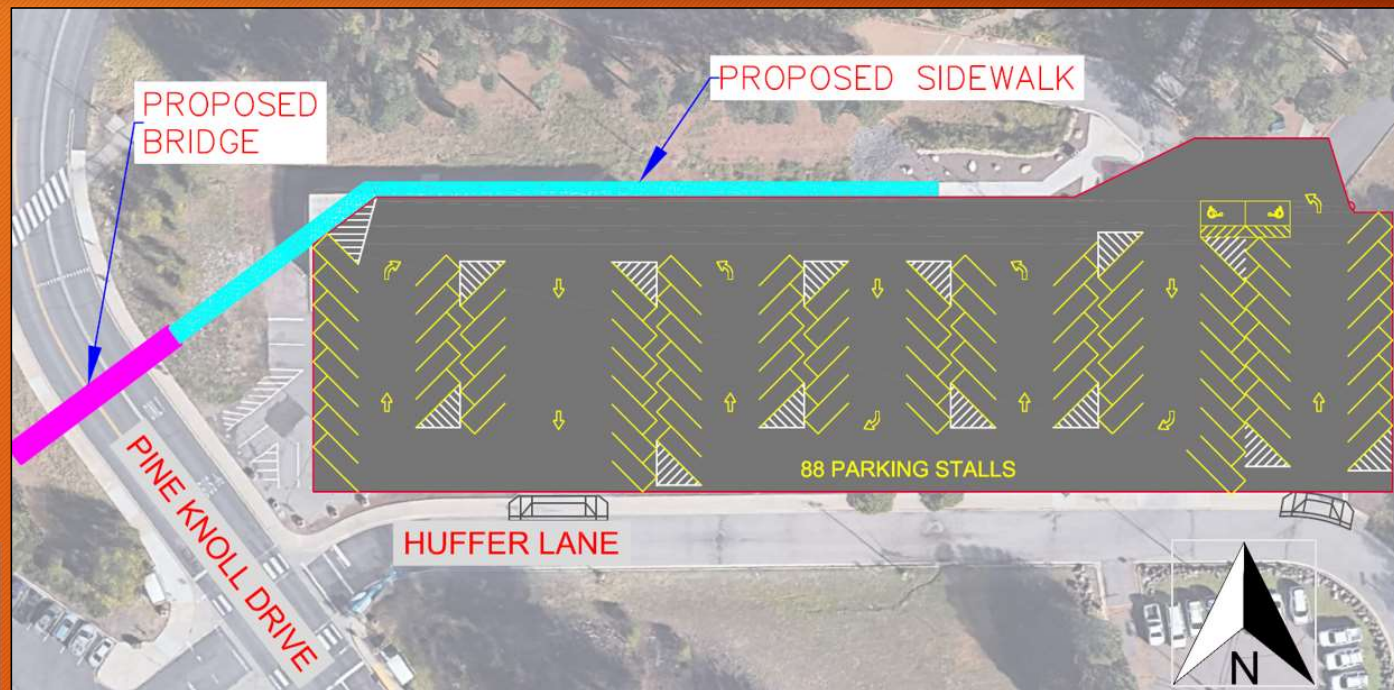 PROPOSED
BRIDGE
PROPOSED SIDEWALK
88 PARKING STALLS
HUFFER LANE
PINE KNOLL DRIVE
N